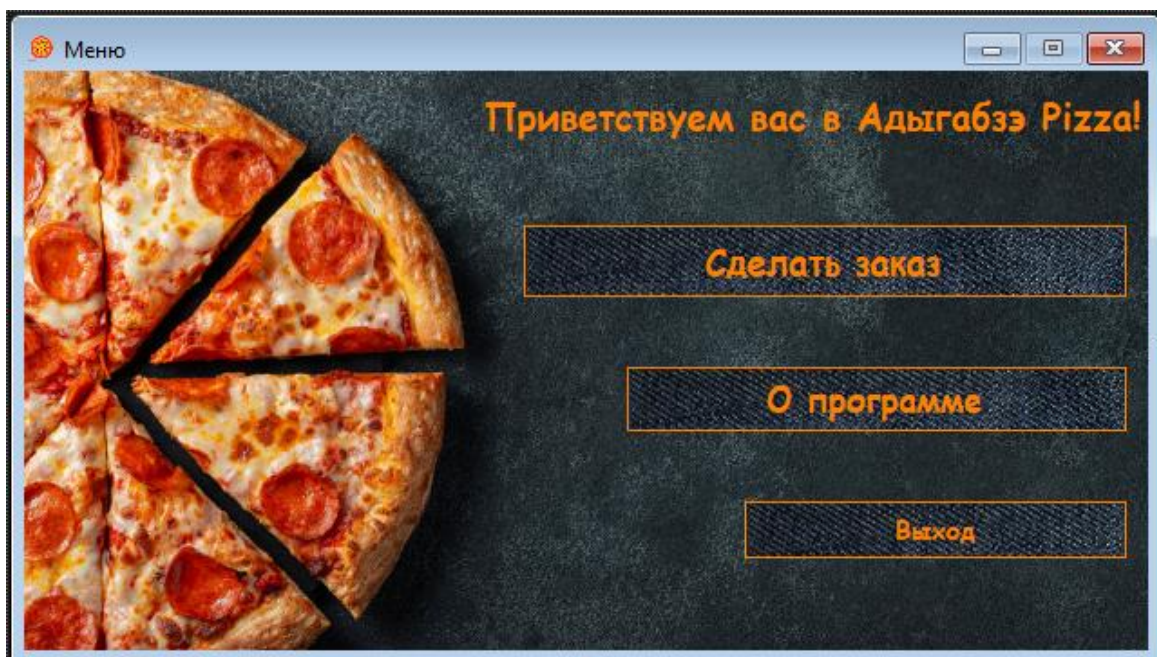 Меню
Приветствуем вас в Адыгабзэ Pizza!
Сделать заказ
О программе
Выход